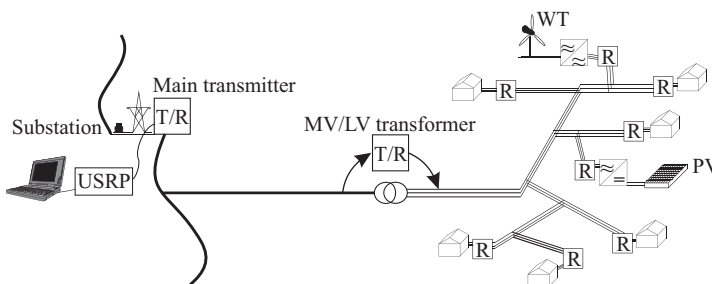 WT
R
R
R
Main transmitter
T/R
Substation
MV/LV transformer
T/R
R
USRP
R
PV
R
R
R